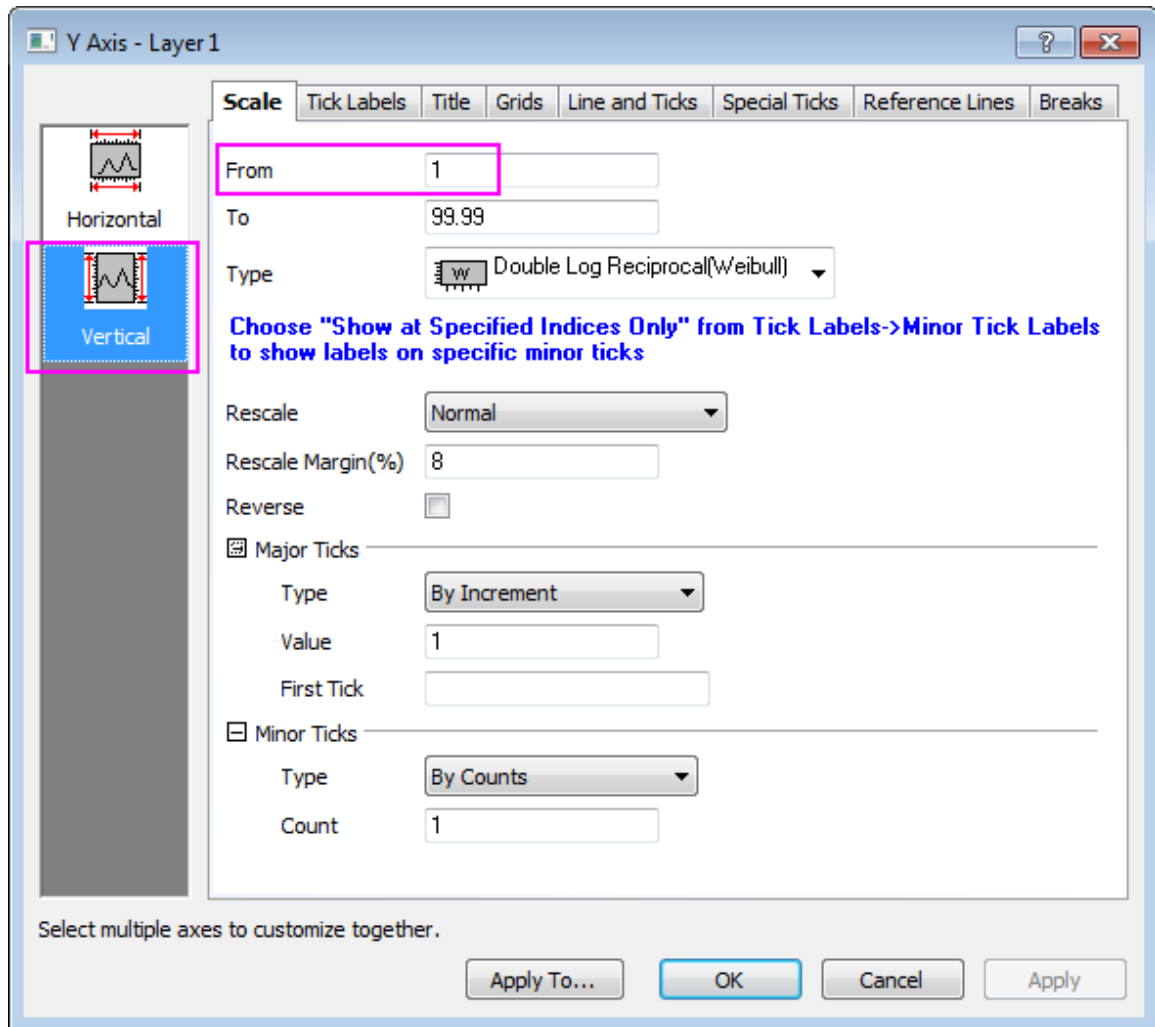 Y Axis - Layer 1
Scale Tick Labels Title Grids Line and Ticks Special Ticks Reference Lines Breaks
Horizontal
Vertical
From 1
To 99.99
Type W Double Log Reciprocal(Weibull)
Choose "Show at Specified Indices Only" from Tick Labels->Minor Tick Labels
to show labels on specific minor ticks
Rescale Normal
Rescale Margin(%) 8
Reverse
Major Ticks
Type By Increment
Value 1
First Tick
Minor Ticks
Type By Counts
Count 1
Select multiple axes to customize together.
Apply To... OK Cancel Apply